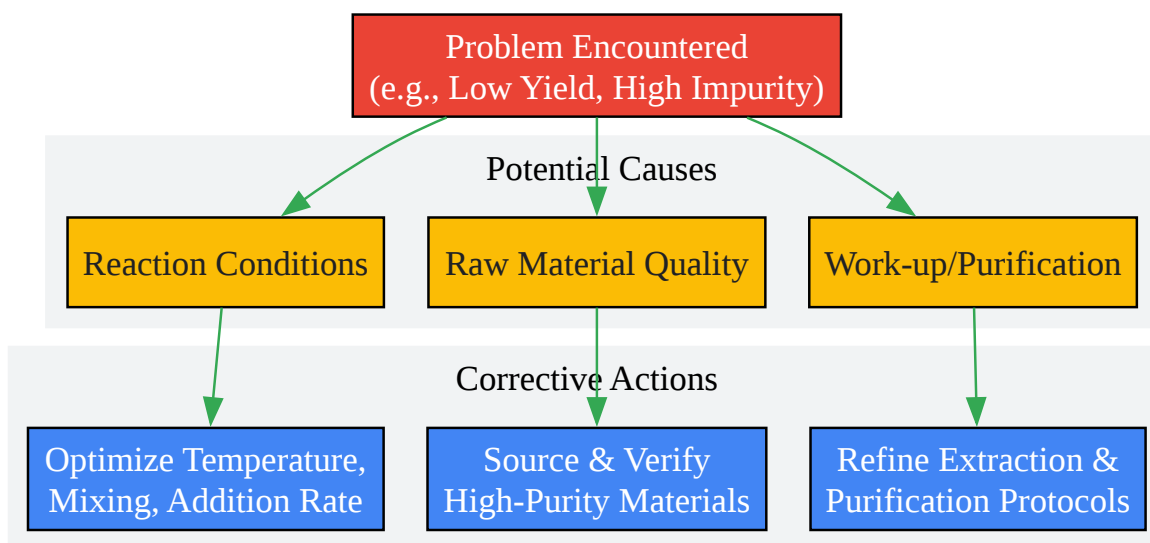 Problem Encountered
(e.g., Low Yield, High Impurity)
Potential Causes
Reaction Conditions
Raw Material Quality
Work-up/Purification
Corrective Actions
Optimize Temperature,
Mixing, Addition Rate
Source & Verify
High-Purity Materials
Refine Extraction &
Purification Protocols